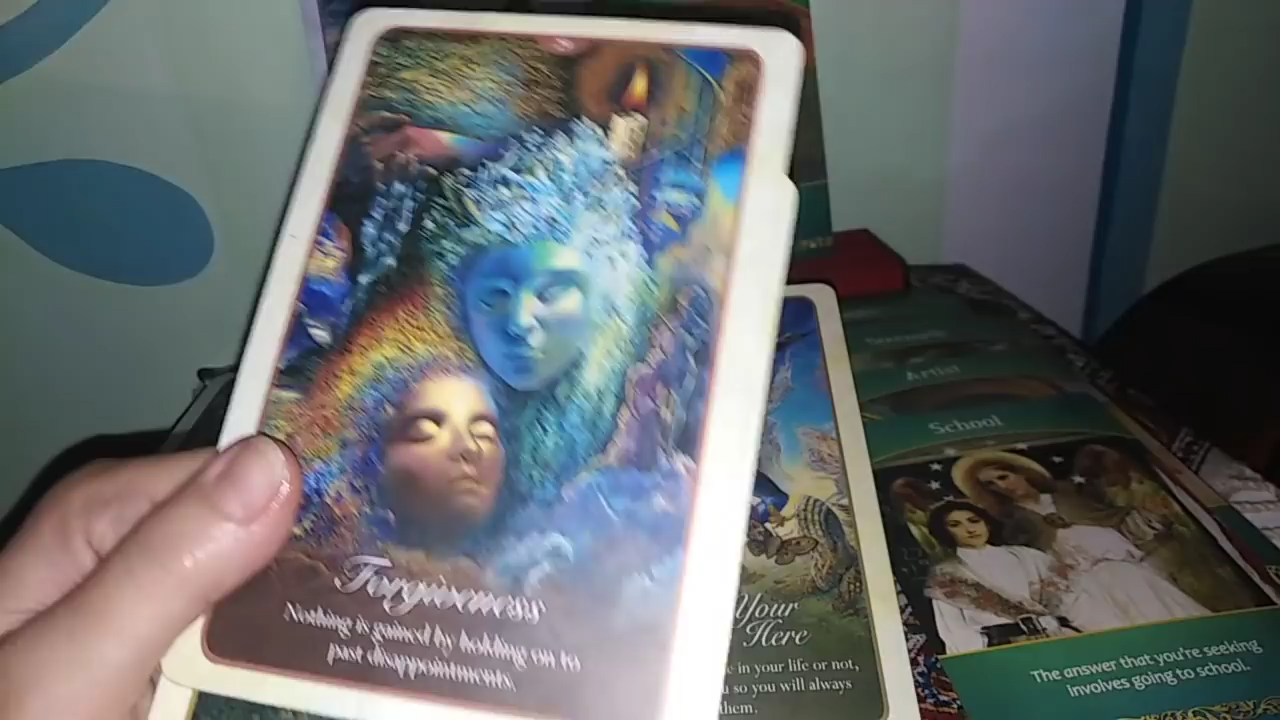 Forgiveness
Nothing is gained by holding on to
past disappointments.
Your
Here
e in your life or not,
u so you will always
them.
Artist
School
The answer that you're seeking
involves going to school.